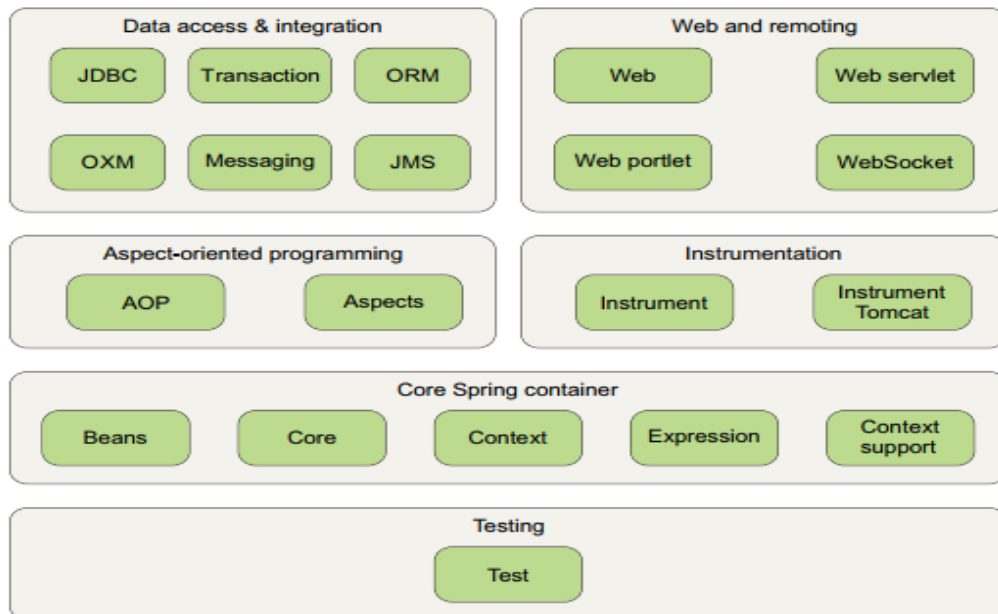 Data access & integration
JDBC
Transaction
ORM
OXM
Messaging
JMS
Web and remoting
Web
Web servlet
Web portlet
WebSocket
Aspect-oriented programming
AOP
Aspects
Instrumentation
Instrument
Instrument
Tomcat
Core Spring container
Beans
Core
Context
Expression
Context
support
Testing
Test